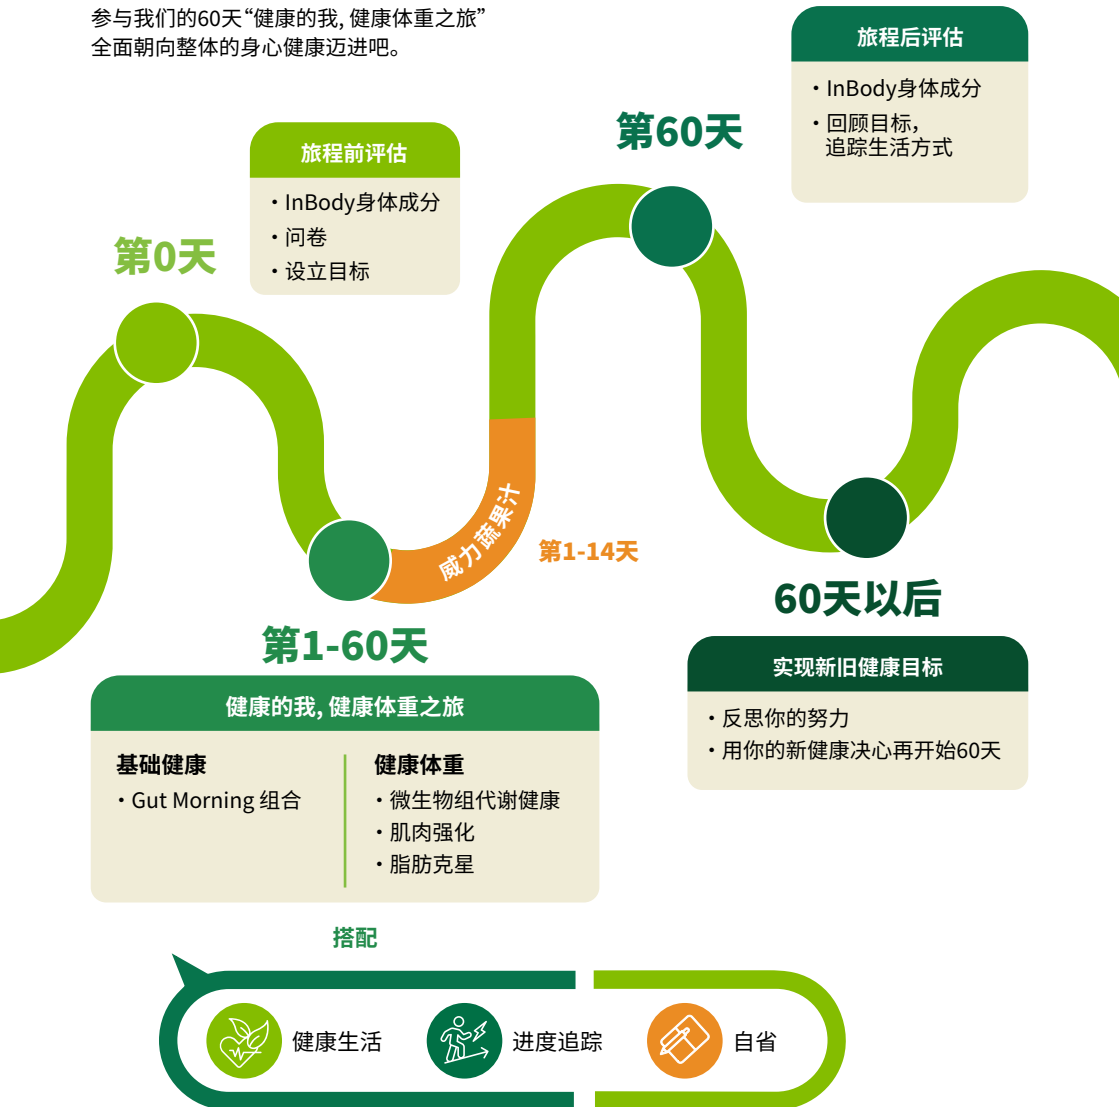 参与我们的60天“健康的我, 健康体重之旅”
全面朝向整体的身心健康迈进吧。
第0天
旅程前评估
・InBody身体成分
・问卷
・设立目标
第60天
旅程后评估
・InBody身体成分
・回顾目标，
追踪生活方式
威力蔬果汁
第1-14天
第1-60天
健康的我, 健康体重之旅
基础健康
・Gut Morning 组合
健康体重
・微生物组代谢健康
・肌肉强化
・脂肪克星
60天以后
实现新旧健康目标
・反思你的努力
・用你的新健康决心再开始60天
搭配
健康生活
进度追踪
自省